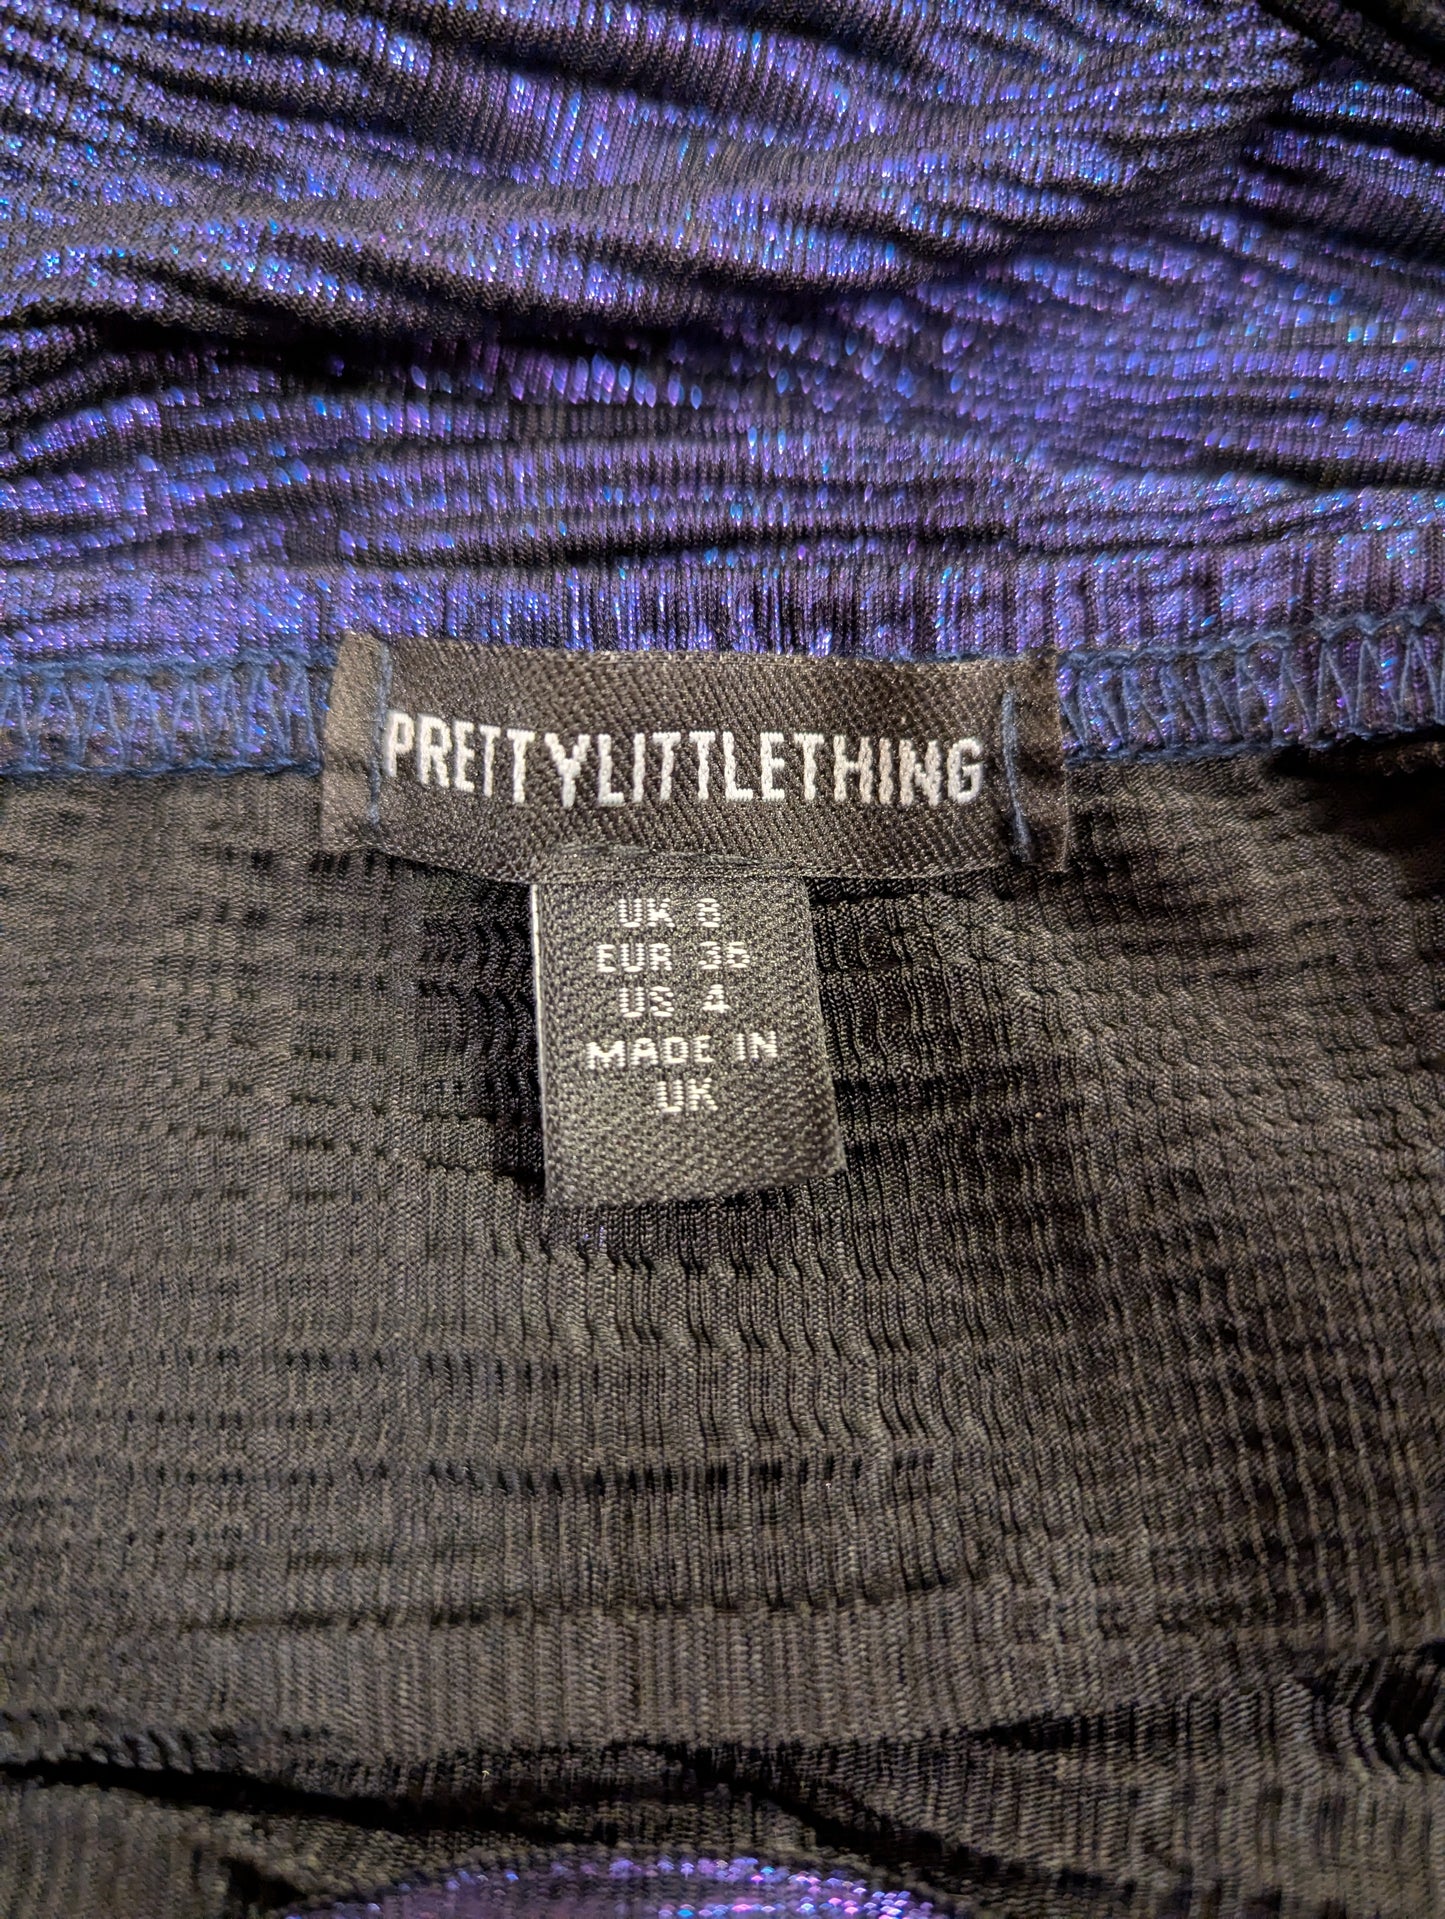 PRETTYLITTLETHING
UK 8
EUR 36
US 4
MADE IN
UK